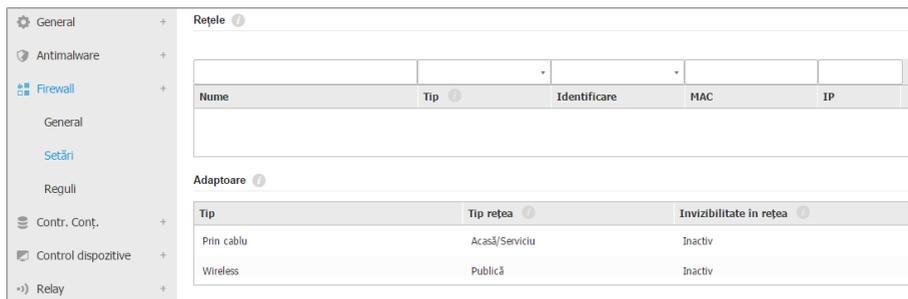 General +
Antimalware +
Firewall
General
Setări
Reguli
Contr. Conț. +
Control dispozitive +
Relay +
Rețele i
Nume Tip i Identificare MAC IP
Adaptoare i
Tip Tip rețea i Invizibilitate în rețea i
Prin cablu Acasă/Serviciu Inactiv
Wireless Publică Inactiv